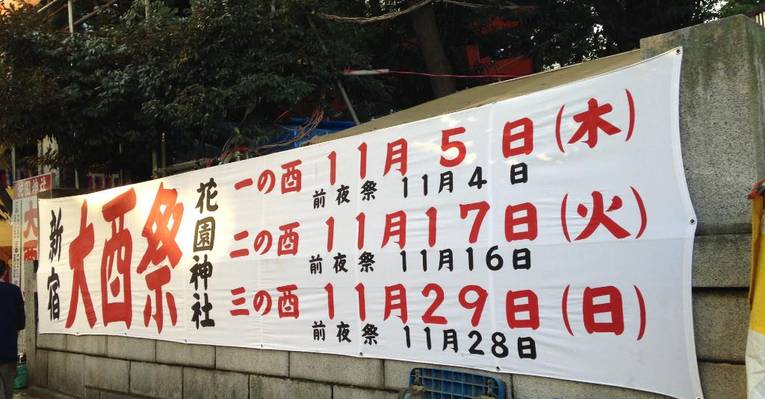 新宿
大酉祭
花園神社
一の酉 11月5日(木)
前夜祭 11月4日
二の酉 11月17日(火)
前夜祭 11月16日
三の酉 11月29日(日)
前夜祭 11月28日